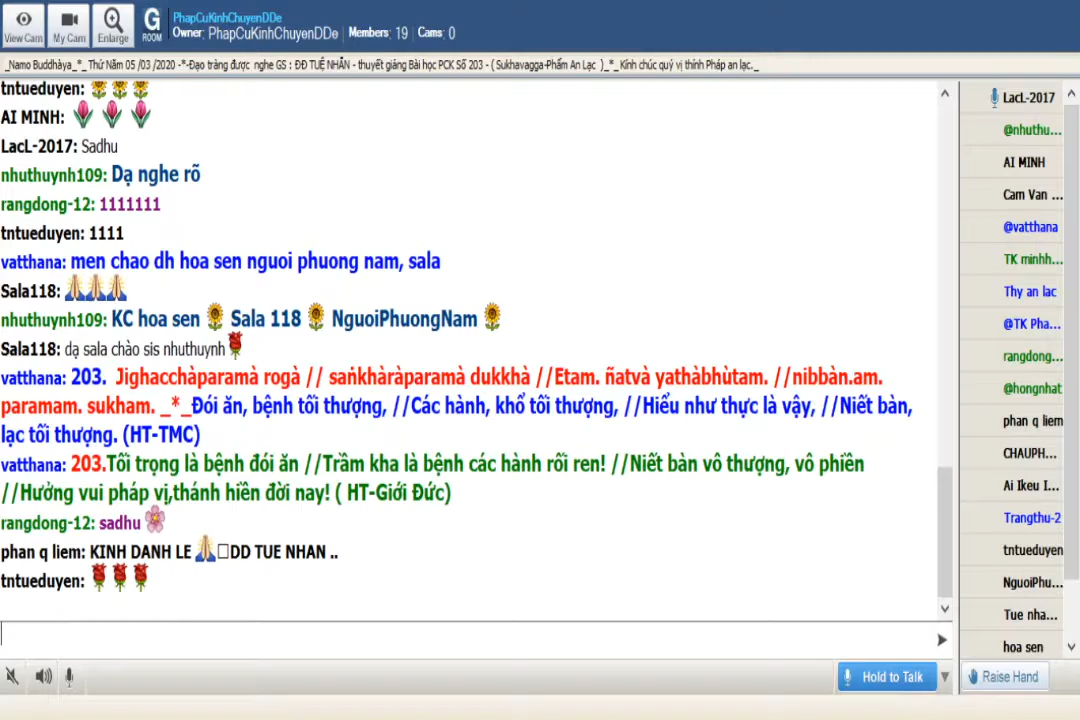 View Cam
My Cam
Enlarge
G
ROOM
PhapCuKinhChuyenDDe
Owner: PhapCuKinhChuyenDDe Members: 19 Cams: 0
_Namo Buddhàya_*_ Thứ Năm 05 /03 /2020 -*-Đạo tràng được nghe GS : ĐĐ TUỆ NHÃN - thuyết giảng Bài học PCK Số 203 - ( Sukhavagga-Phẩm An Lạc )_*_Kính chúc quý vị thính Pháp an lạc._
tntueduyen:
AI MINH:
LacL-2017: Sadhu
nhuthuynh109: Dạ nghe rõ
rangdong-12: 1111111
tntueduyen: 1111
vatthana: men chao dh hoa sen nguoi phuong nam, sala
Sala118:
nhuthuynh109: KC hoa sen Sala 118 NguoiPhuongNam
Sala118: dạ sala chào sis nhuthuynh
vatthana: 203. Jighacchàparamà rogà // saṅkhàràparamà dukkhà //Etam. ñatvà yathàbhùtam. //nibbàn.am.
paramam. sukham. _*_Đói ăn, bệnh tối thượng, //Các hành, khổ tối thượng, //Hiểu như thực là vậy, //Niết bàn,
lạc tối thượng. (HT-TMC)
vatthana: 203.Tối trọng là bệnh đói ăn //Trầm kha là bệnh các hành rối ren! //Niết bàn vô thượng, vô phiền
//Hưởng vui pháp vị,thánh hiền đời nay! ( HT-Giới Đức)
rangdong-12: sadhu
phan q liem: KINH DANH LE DD TUE NHAN ..
tntueduyen:
LacL-2017
@nhuthu...
AI MINH
Cam Van ...
@vatthana
TK minhh...
Thy an lac
@TK Pha...
rangdong...
@hongnhat
phan q liem
CHAUPH...
Ai Ikeu I...
Trangthu-2
tntueduyen
NguoiPhu...
Tue nha...
hoa sen
Hold to Talk
Raise Hand